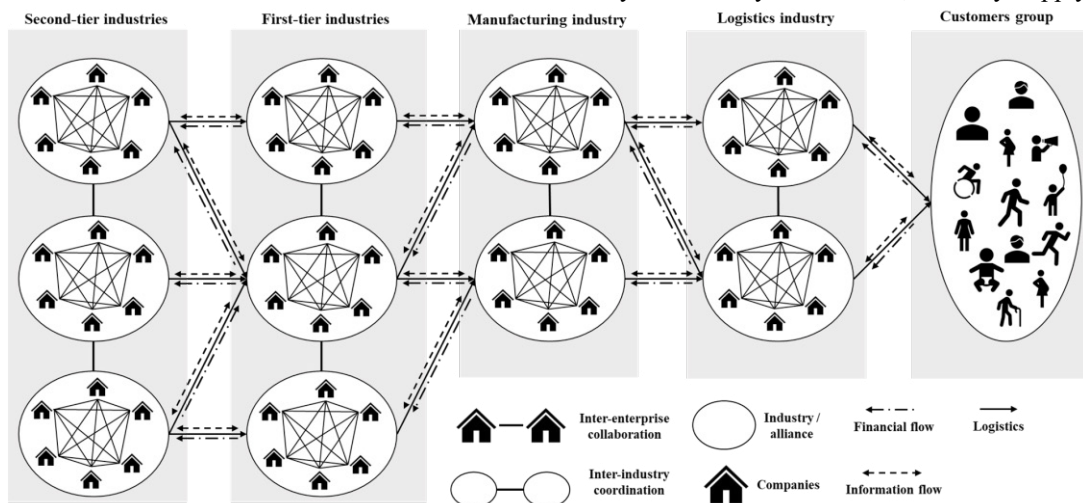 Second-tier industries
First-tier industries
Manufacturing industry
Logistics industry
Customers group
Inter-enterprise
collaboration
Industry /
alliance
Financial flow
Logistics
Inter-industry
coordination
Companies
Information flow